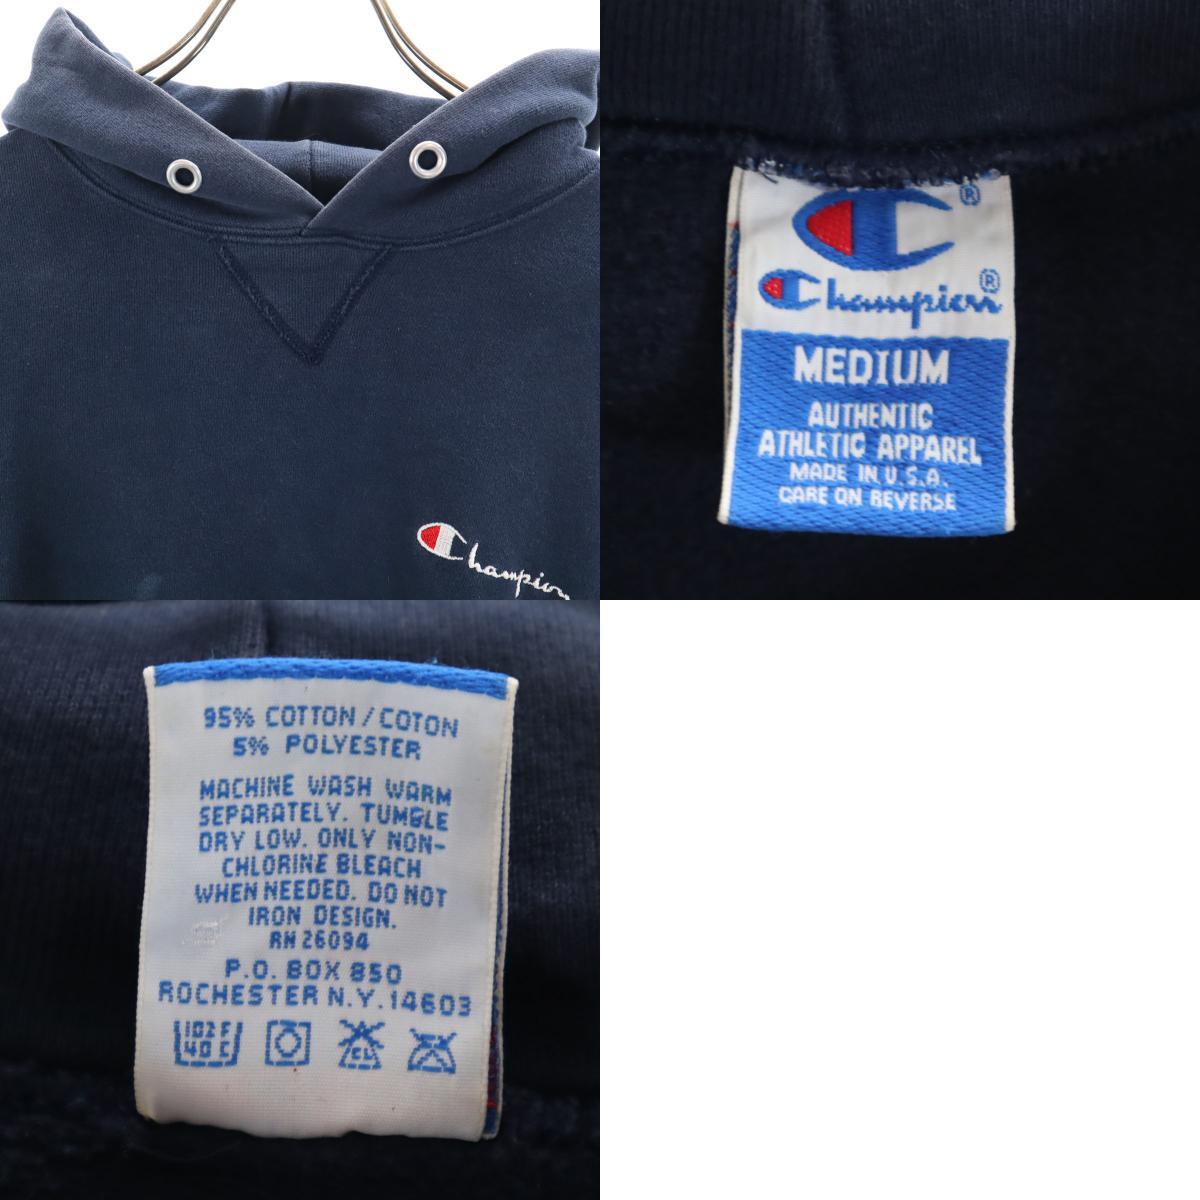 Champion
®
Champion®
MEDIUM
AUTHENTIC
ATHLETIC APPAREL
MADE IN U.S.A.
CARE ON REVERSE
95% COTTON / COTON
5% POLYESTER
MACHINE WASH WARM
SEPARATELY. TUMBLE
DRY LOW. ONLY NON-
CHLORINE BLEACH
WHEN NEEDED. DO NOT
IRON DESIGN.
RN 26094
P.O. BOX 850
ROCHESTER N.Y. 14603
102 F
40 C
CL